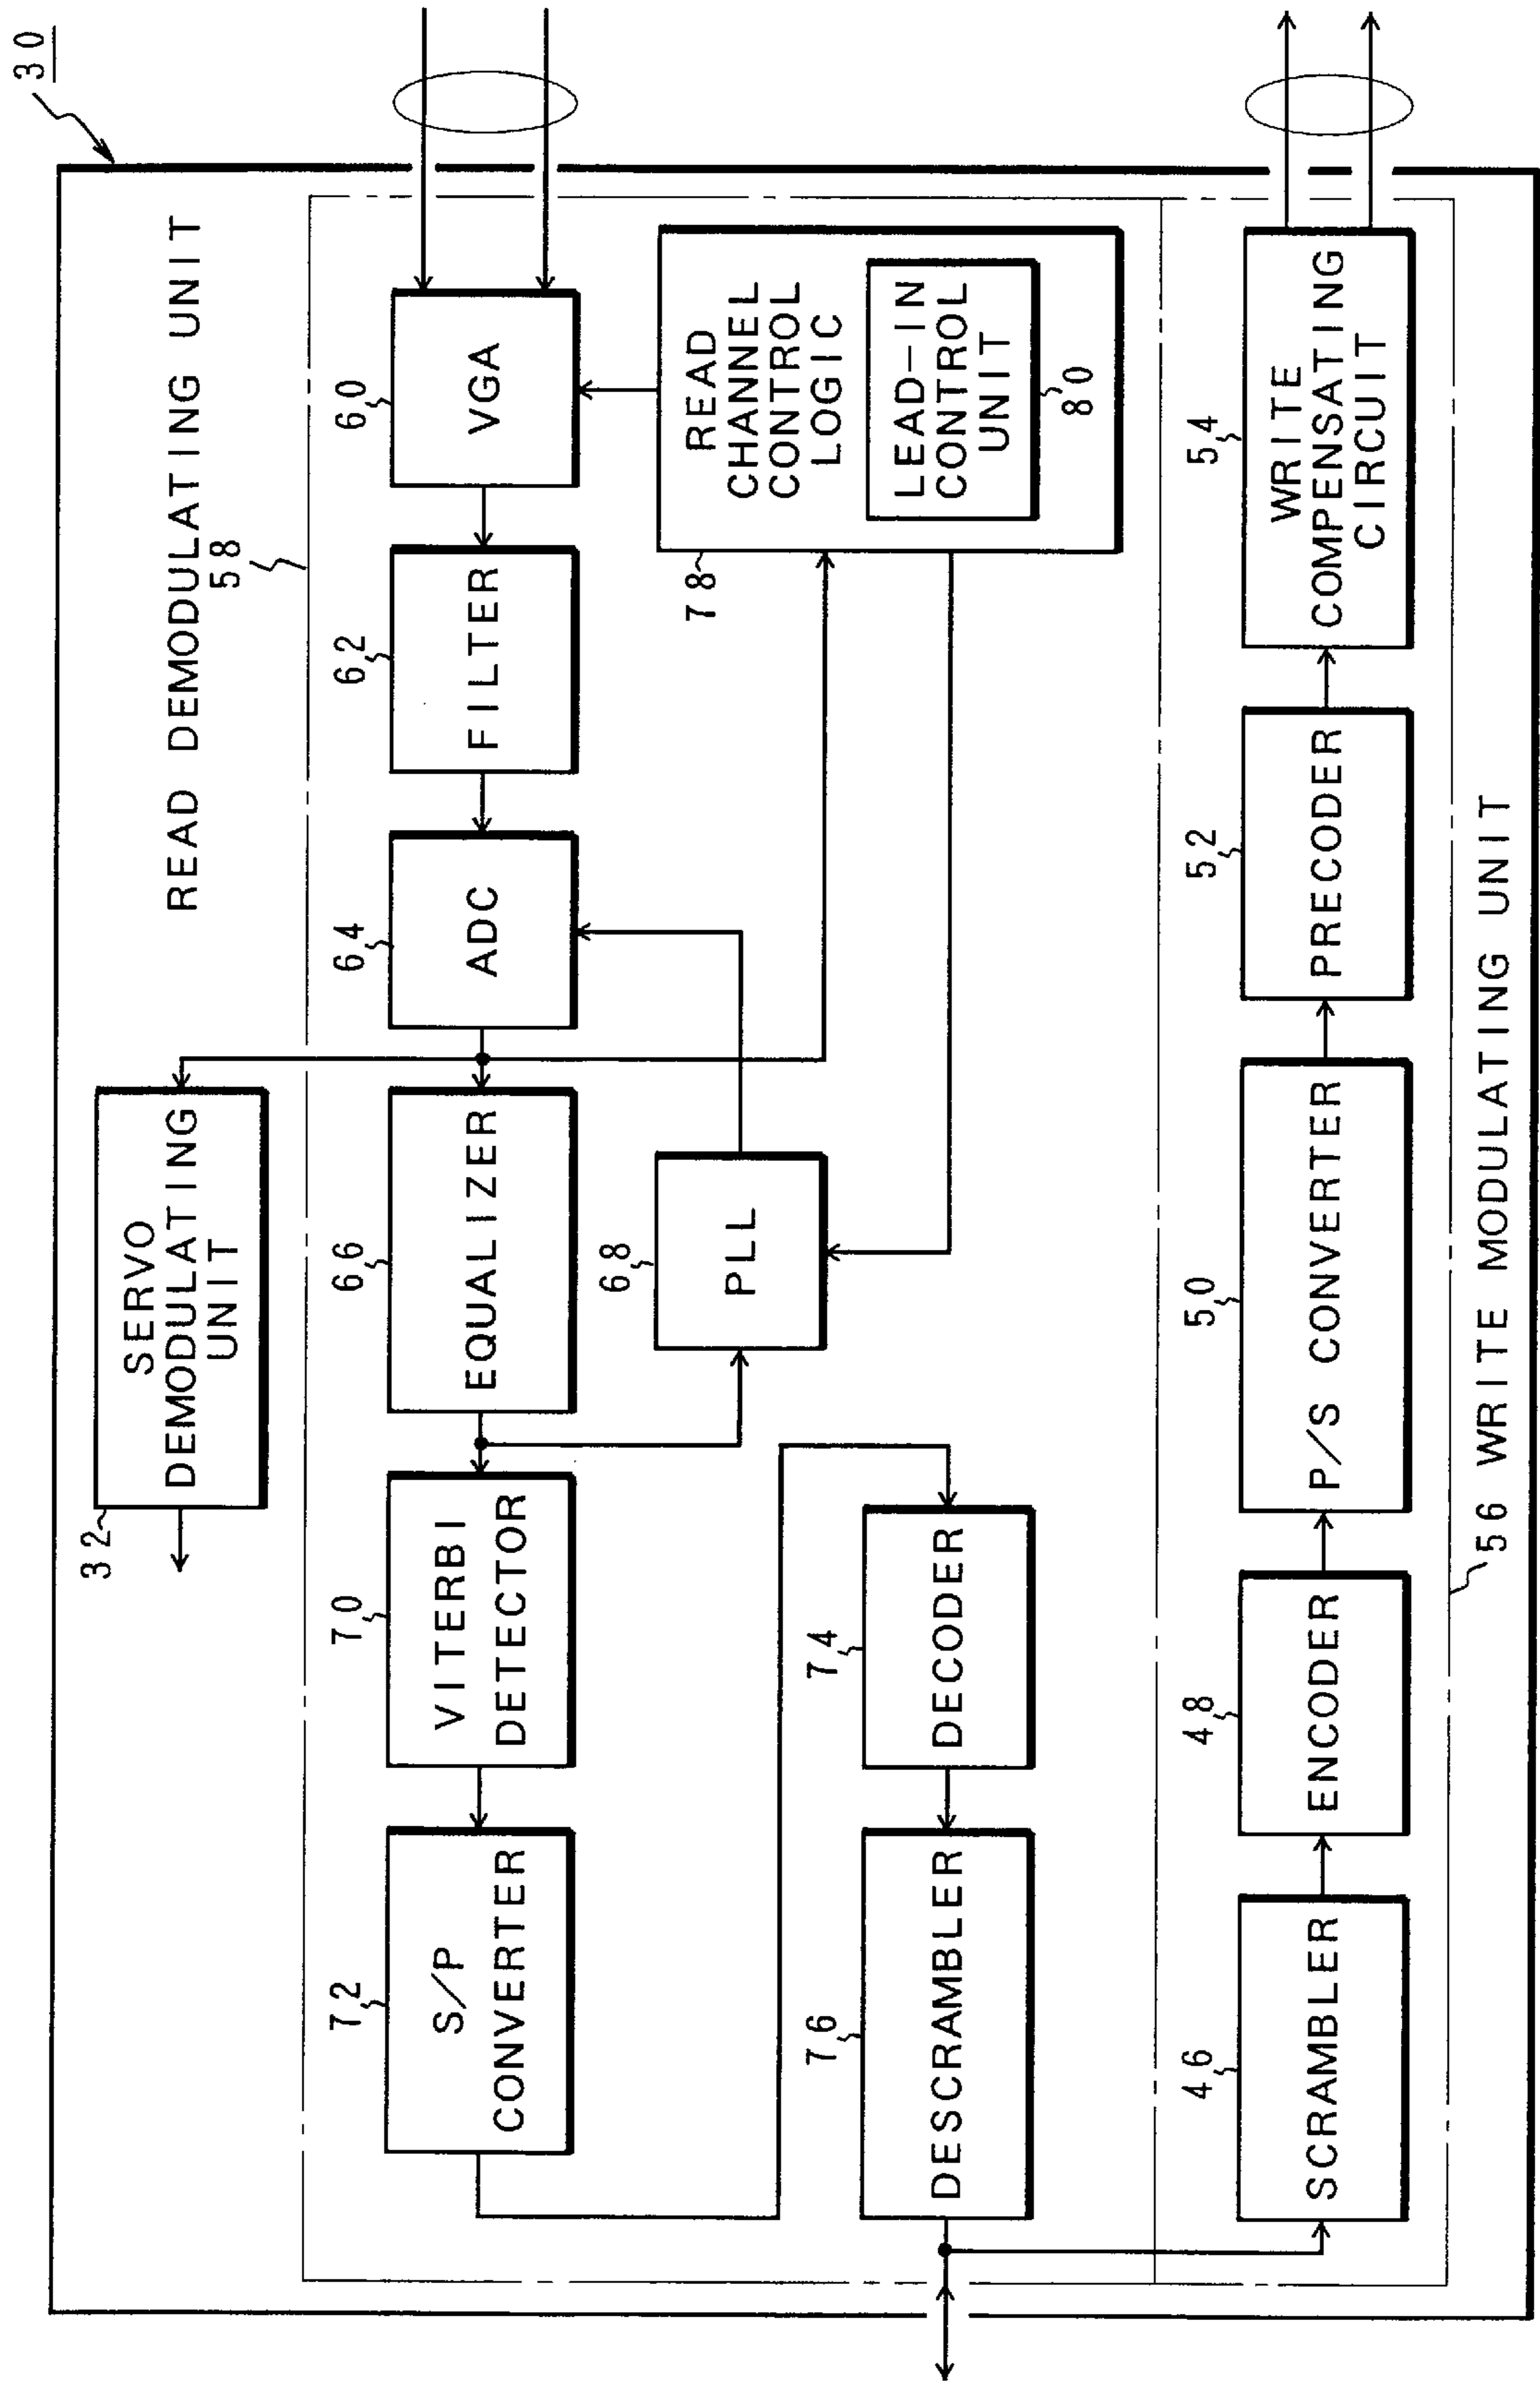 30
READ DEMODULATING UNIT
58
SERVO
DEMODULATING
UNIT
32
S/P
CONVERTER
72
VITERBI
DETECTOR
70
EQUALIZER
66
ADC
64
FILTER
62
VGA
60
PLL
68
READ
CHANNEL
CONTROL
LOGIC
78
LEAD-IN
CONTROL
UNIT
80
DESCRAMBLER
76
DECODER
74
SCRAMBLER
46
ENCODER
48
P/S CONVERTER
50
PRECODER
52
WRITE
COMPENSATING
CIRCUIT
54
56 WRITE MODULATING UNIT